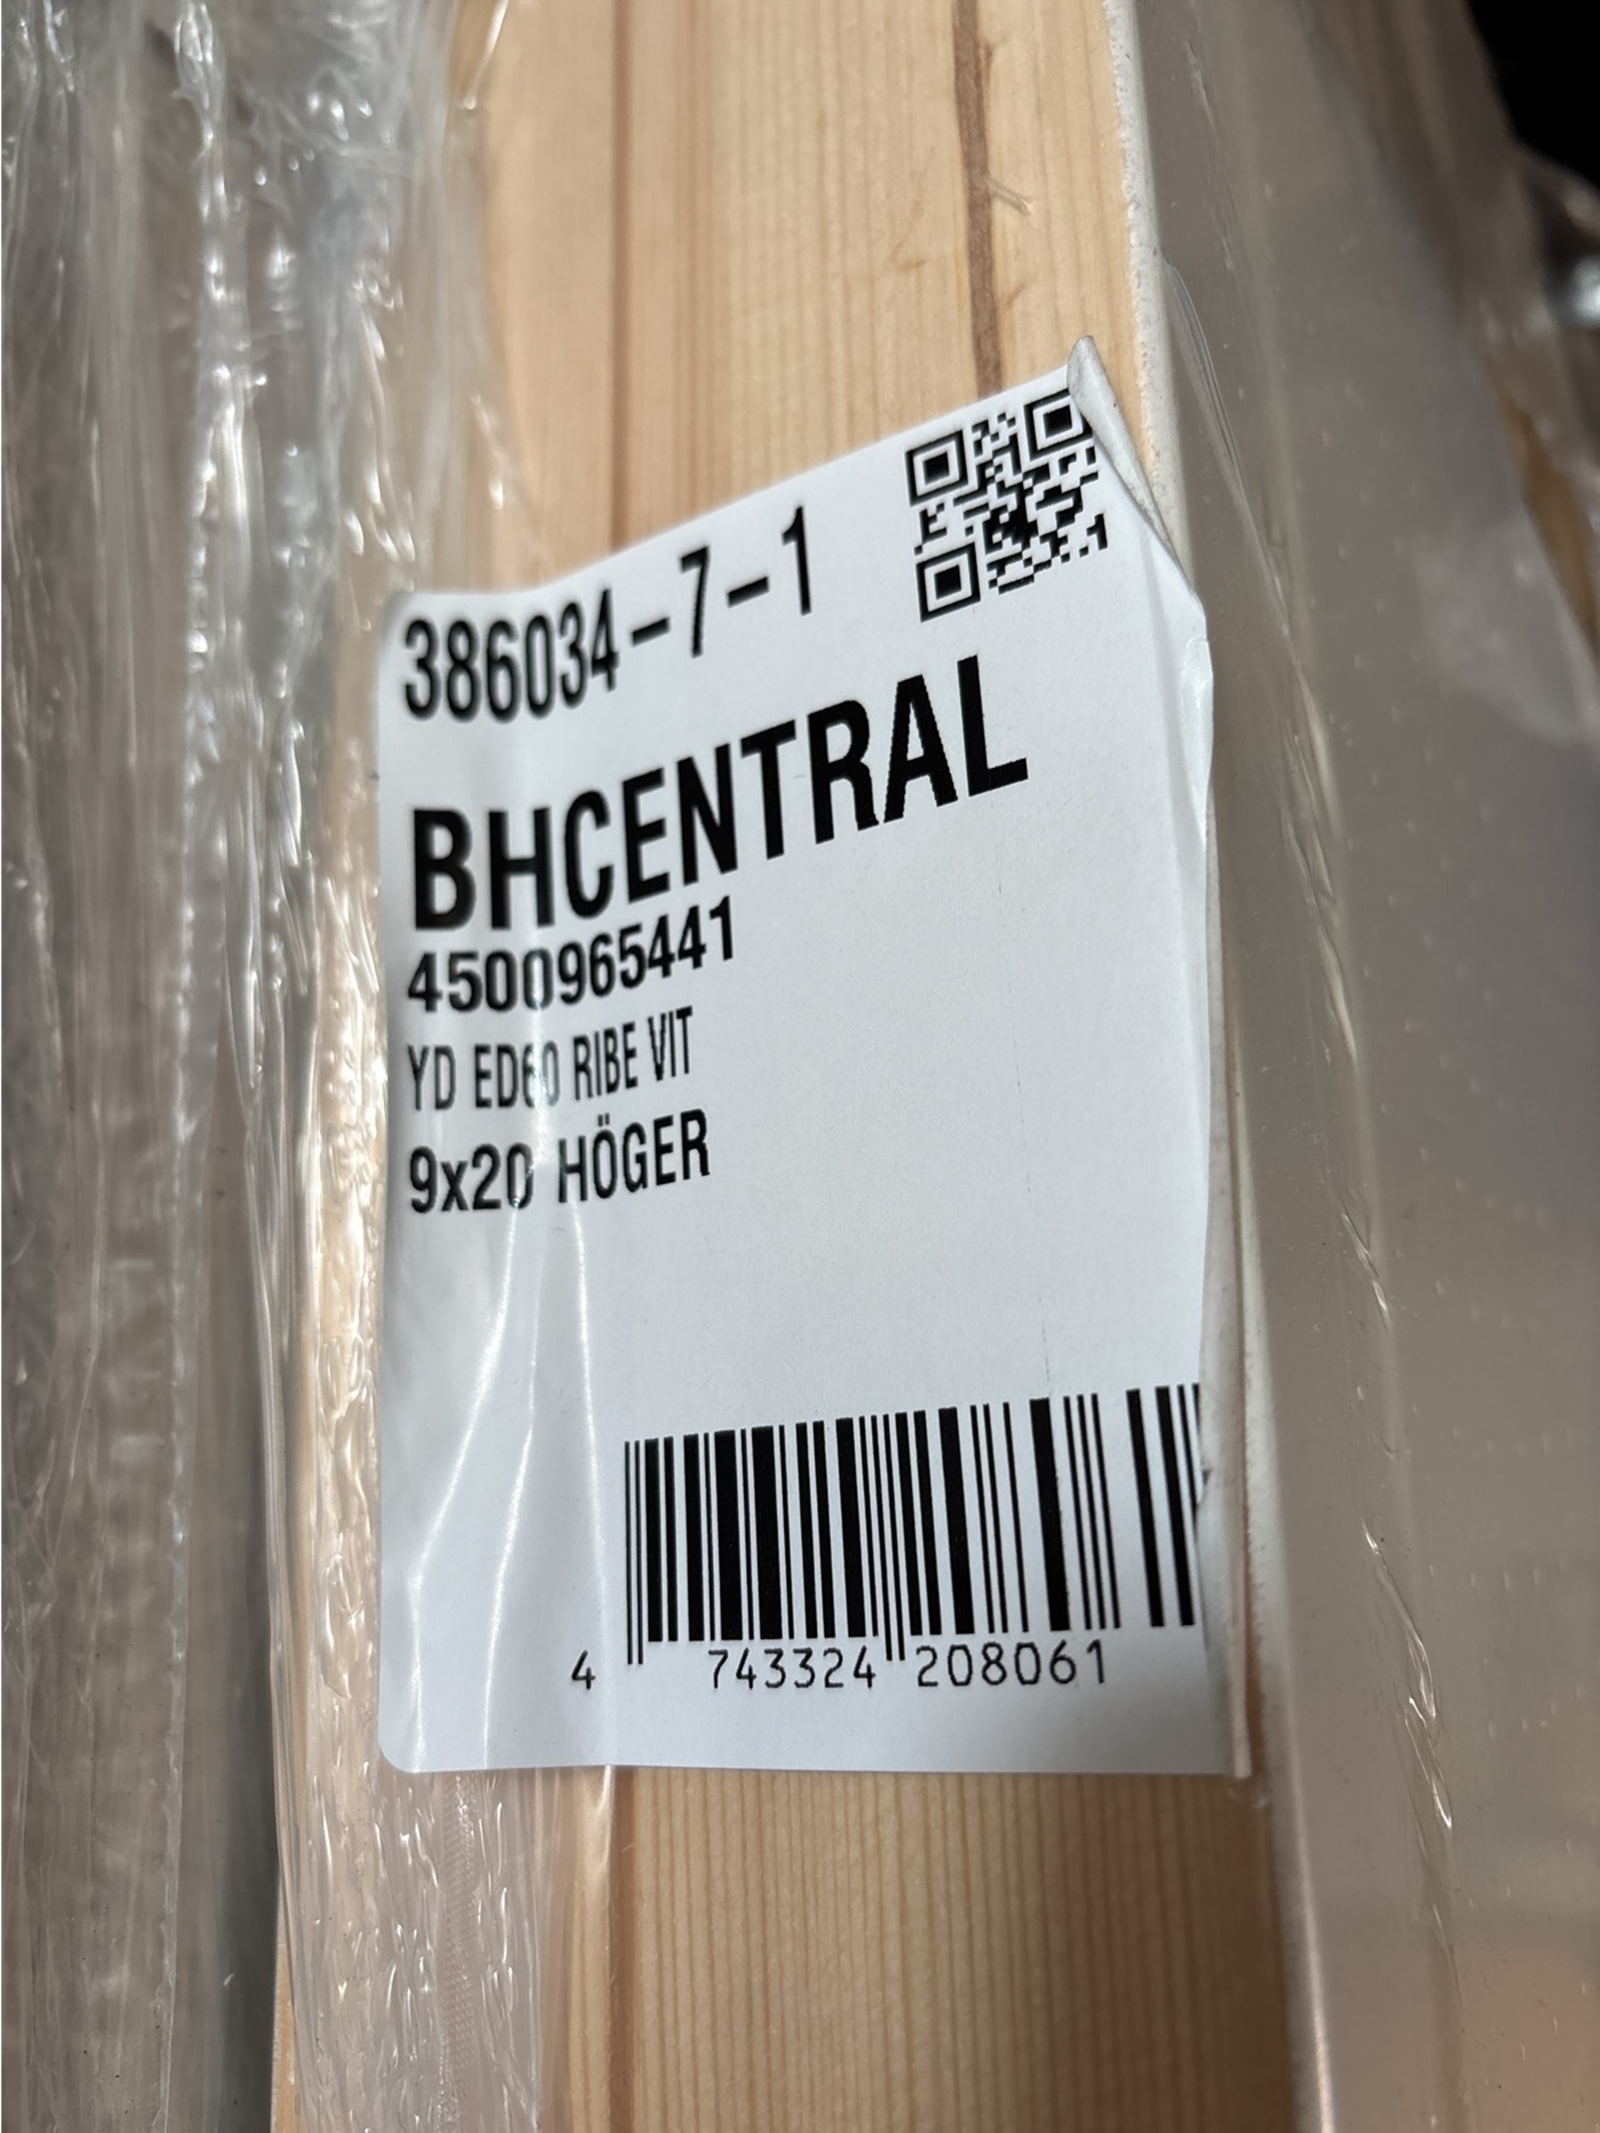 386034-7-1
BHCENTRAL
4500965441
YD ED60 RIBE VIT
9x20 HÖGER
4 743324 208061